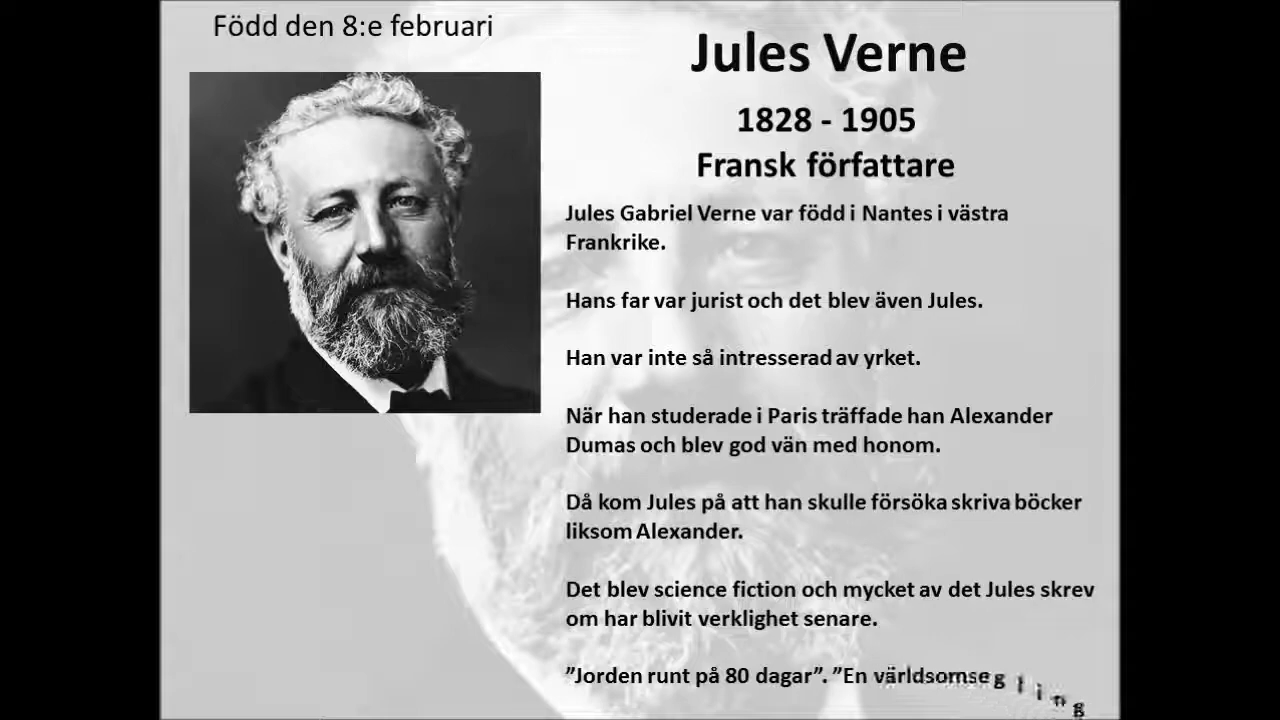 Född den 8:e februari
Jules Verne
1828 - 1905
Fransk författare
Jules Gabriel Verne var född i Nantes i västra
Frankrike.
Hans far var jurist och det blev även Jules.
Han var inte så intresserad av yrket.
När han studerade i Paris träffade han Alexander
Dumas och blev god vän med honom.
Då kom Jules på att han skulle försöka skriva böcker
liksom Alexander.
Det blev science fiction och mycket av det Jules skrev
om har blivit verklighet senare.
”Jorden runt på 80 dagar”. ”En världsomsegling